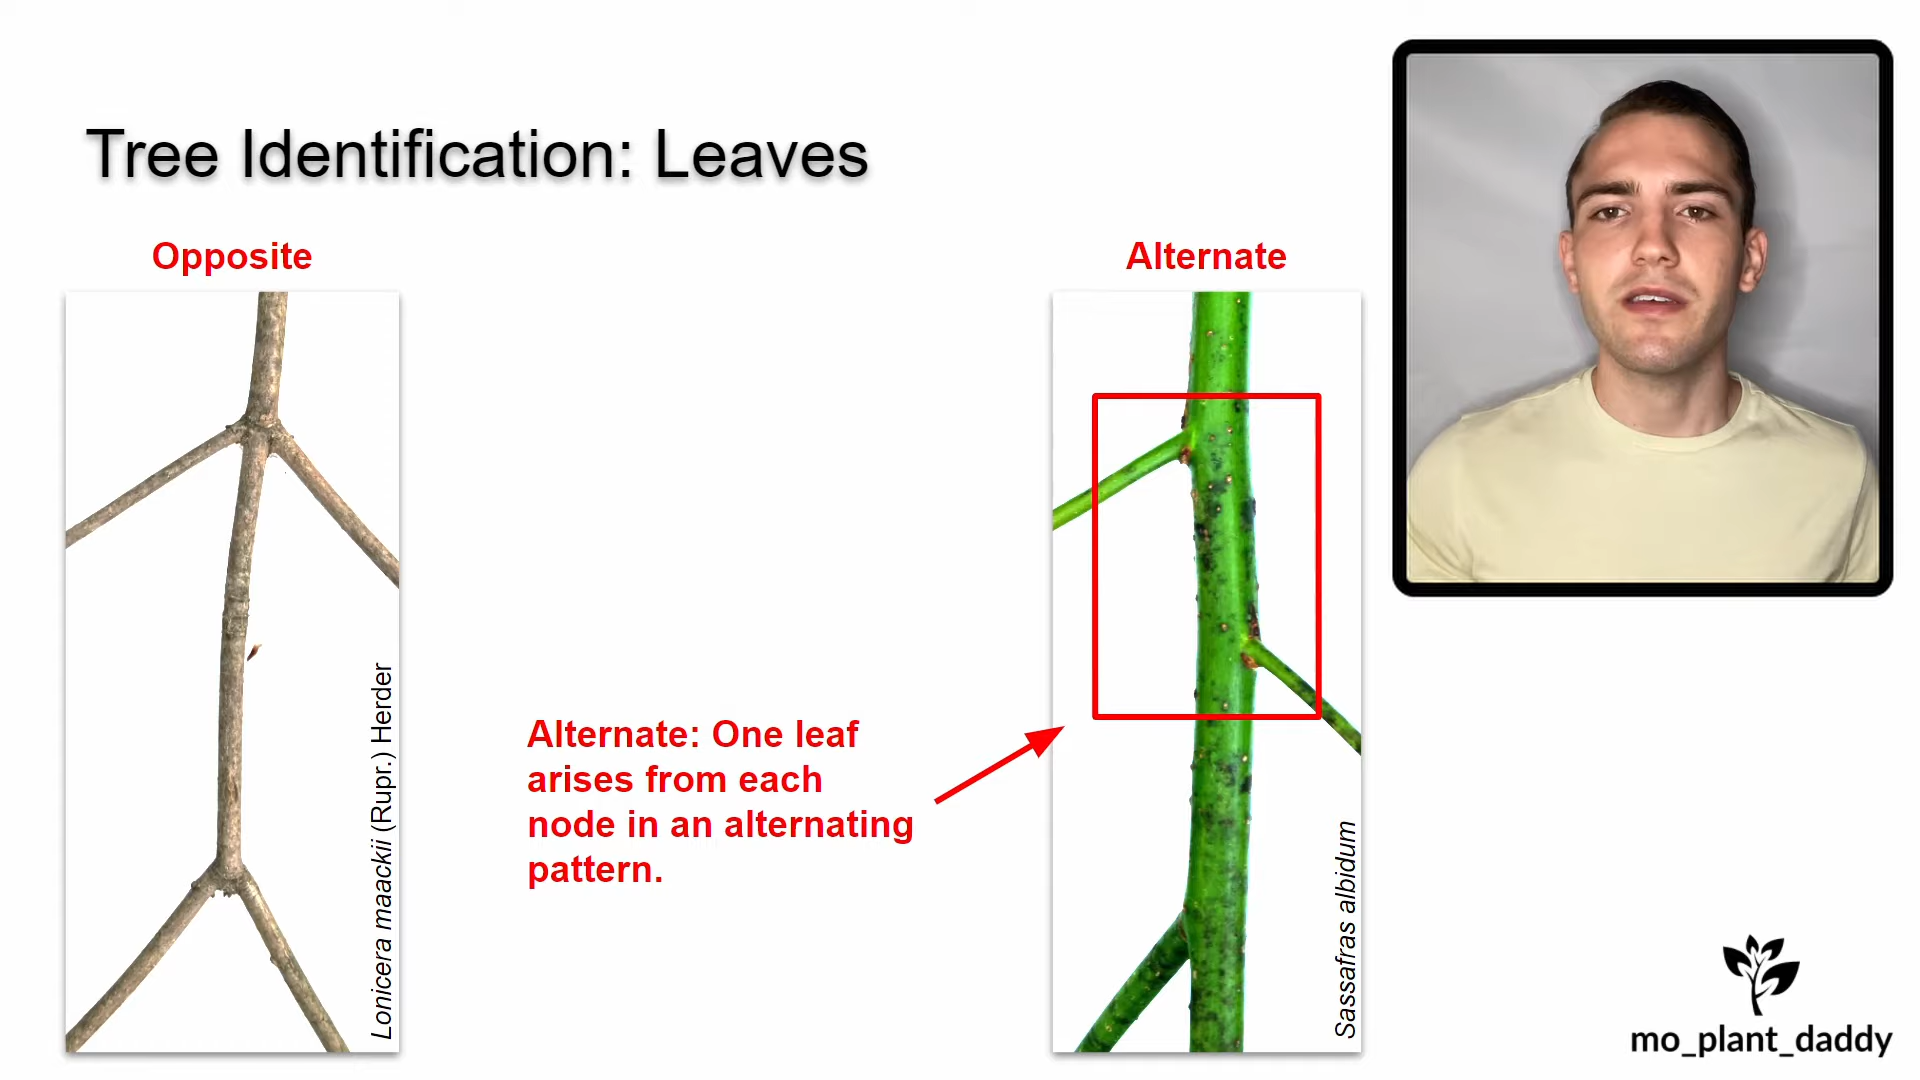 Tree Identification: Leaves
Opposite
Alternate
Lonicera maackii (Rupr.) Herder
Alternate: One leaf
arises from each
node in an alternating
pattern.
Sassafras albidum
mo_plant_daddy